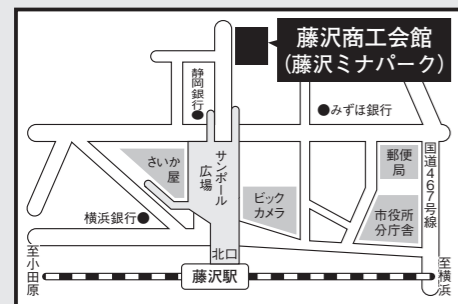 藤沢商工会館
(藤沢ミナパーク)
静岡銀行
みずほ銀行
さいか
屋
サンパール
広場
郵便
局
国道467号線
ビック
カメラ
横浜銀行
市役所
分庁舎
北口
至小田原
藤沢駅
至横浜